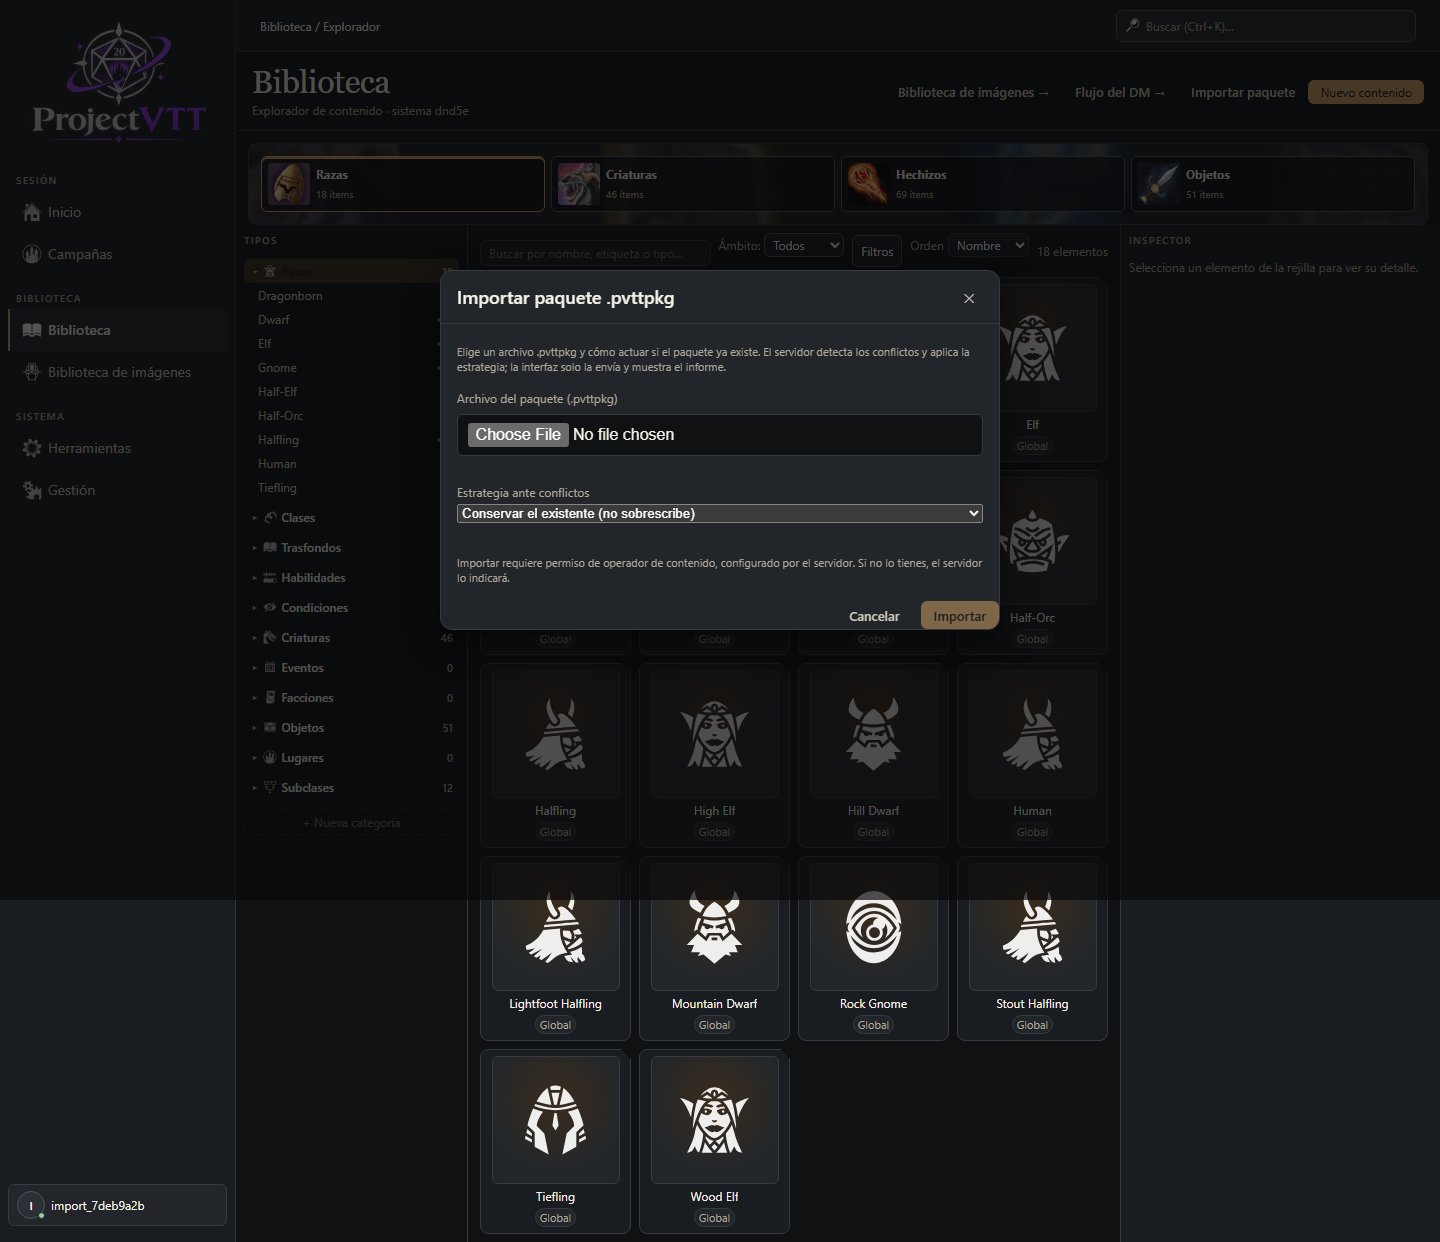 20
ProjectVTT
SESIÓN
Inicio
Campañas
BIBLIOTECA
Biblioteca
Biblioteca de imágenes
SISTEMA
Herramientas
Gestión
I
import_7deb9a2b
Biblioteca / Explorador
Buscar (Ctrl+K)...
Biblioteca
Explorador de contenido · sistema dnd5e
Biblioteca de imágenes →
Flujo del DM →
Importar paquete
Nuevo contenido
Razas
18 ítems
Criaturas
46 ítems
Hechizos
69 ítems
Objetos
51 ítems
TIPOS
Razas
18
Dragonborn
Dwarf
Elf
Gnome
Half-Elf
Half-Orc
Halfling
Human
Tiefling
Clases
Trasfondos
Habilidades
Condiciones
Criaturas 46
Eventos 0
Facciones 0
Objetos 51
Lugares 0
Subclases 12
+ Nueva categoría
Buscar por nombre, etiqueta o tipo...
Ámbito: Todos
Filtros
Orden Nombre
18 elementos
INSPECTOR
Selecciona un elemento de la rejilla para ver su detalle.
Importar paquete .pvttpkg
×
Elige un archivo .pvttpkg y cómo actuar si el paquete ya existe. El servidor detecta los conflictos y aplica la
estrategia; la interfaz solo la envía y muestra el informe.
Archivo del paquete (.pvttpkg)
Choose File No file chosen
Estrategia ante conflictos
Conservar el existente (no sobrescribe)
Importar requiere permiso de operador de contenido, configurado por el servidor. Si no lo tienes, el servidor
lo indicará.
Cancelar
Importar
Elf
Global
Half-Orc
Global Global Global Global
Halfling High Elf Hill Dwarf Human
Global Global Global Global
Lightfoot Halfling Mountain Dwarf Rock Gnome Stout Halfling
Global Global Global Global
Tiefling Wood Elf
Global Global